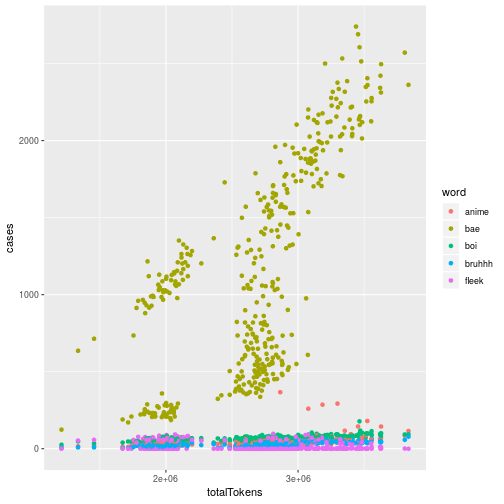 2000
1000
0
cases
2e+06
3e+06
totalTokens
word
anime
bae
boi
bruhhh
fleek